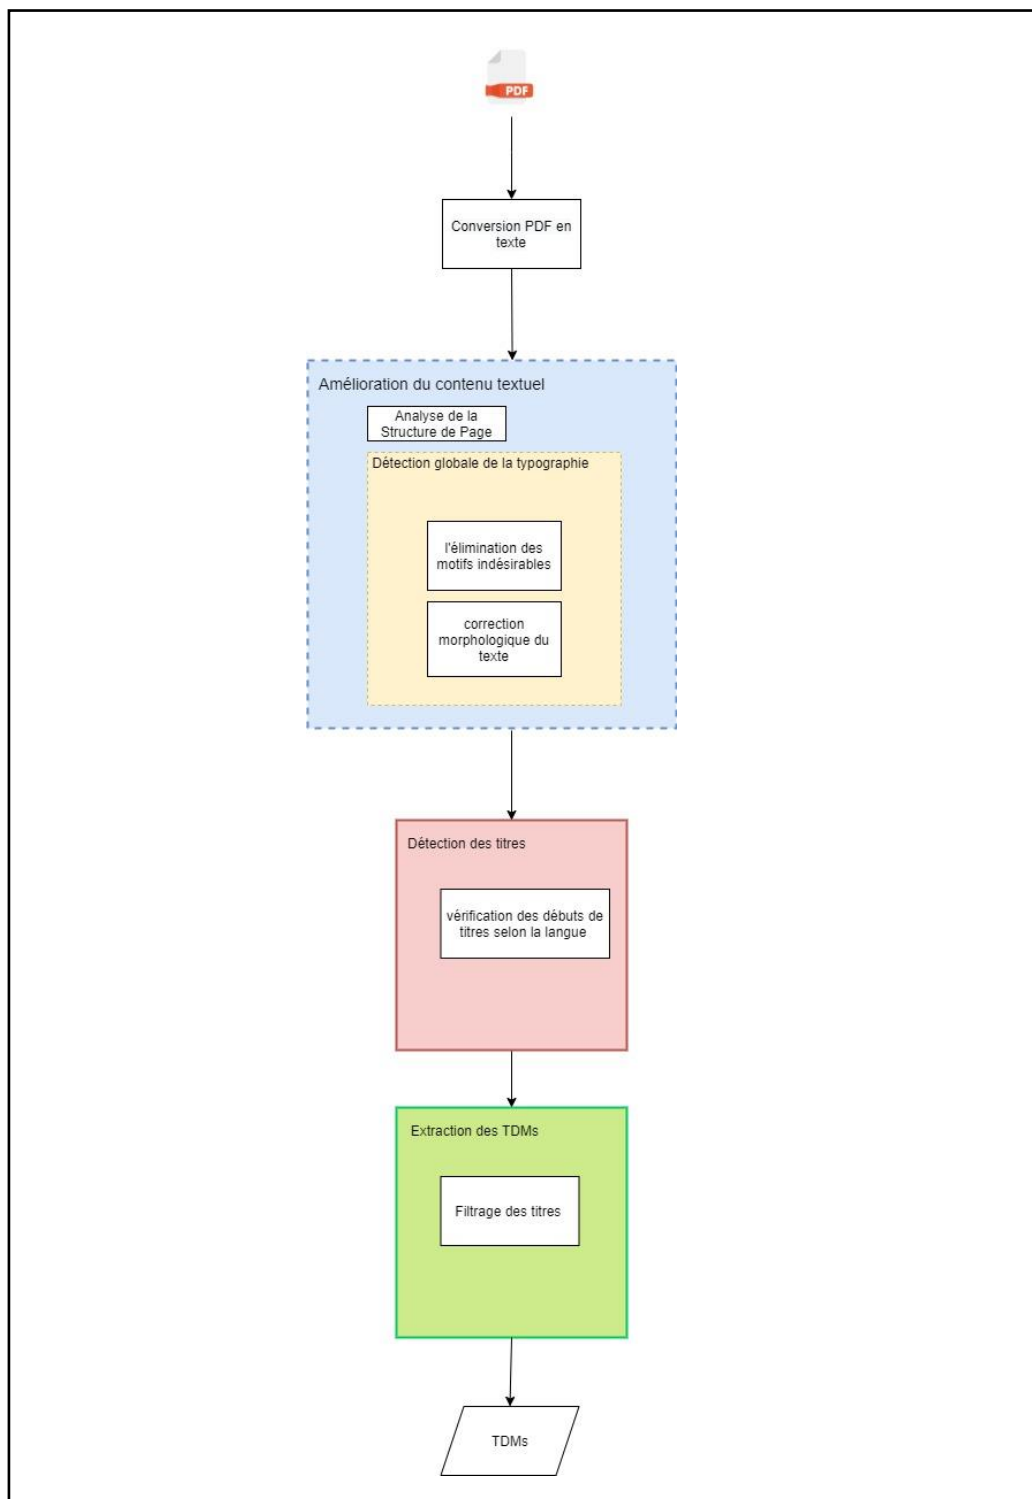 PDF
Conversion PDF en
texte
Amélioration du contenu textuel
Analyse de la
Structure de Page
Détection globale de la typographie
l'élimination des
motifs indésirables
correction
morphologique du
texte
Détection des titres
vérification des débuts de
titres selon la langue
Extraction des TDMs
Filtrage des titres
TDMs